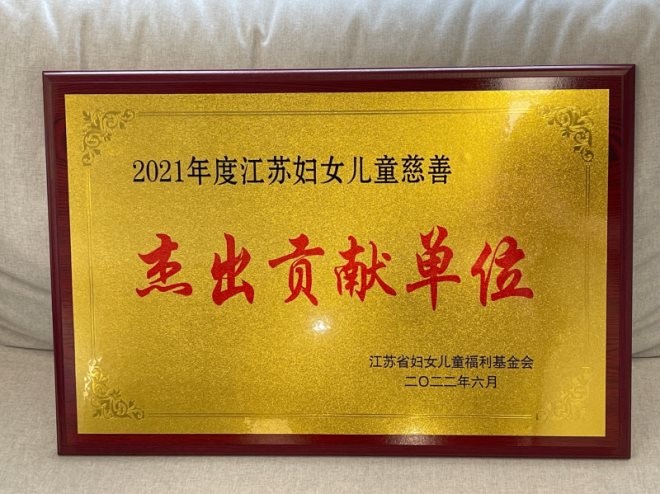 2021年度江苏妇女儿童慈善
杰出贡献单位
江苏省妇女儿童福利基金会
二〇二二年六月